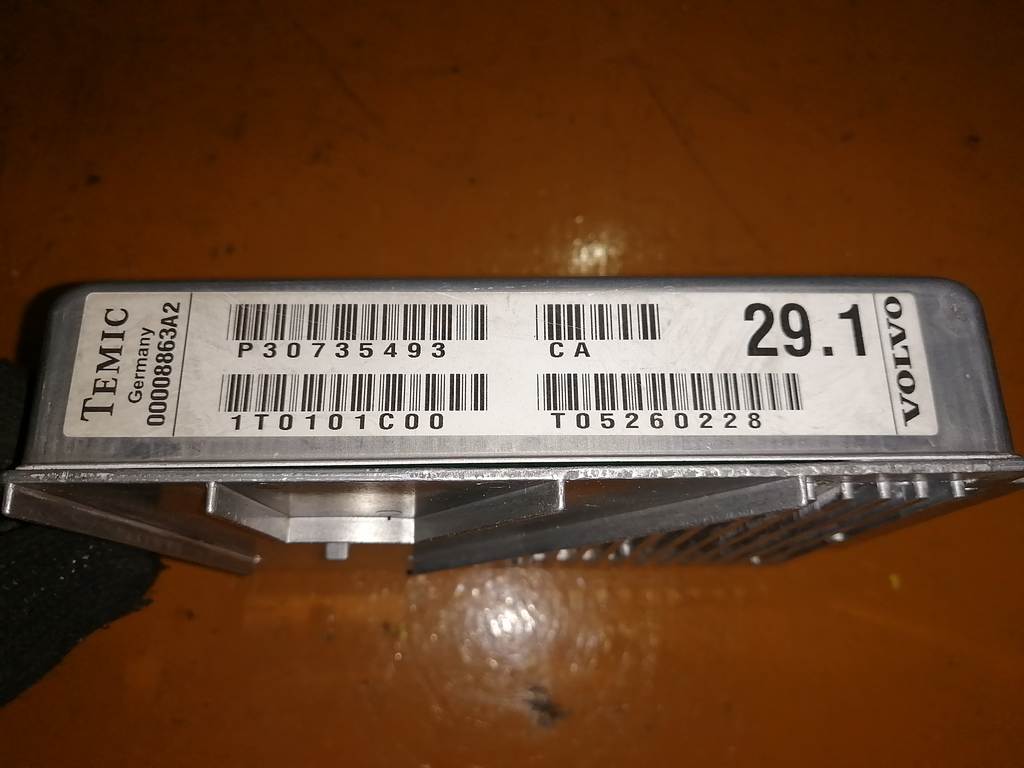 TEMIC
Germany
00008863A2
P30735493
CA
29.1
1T0101C00
T05260228
VOLVO